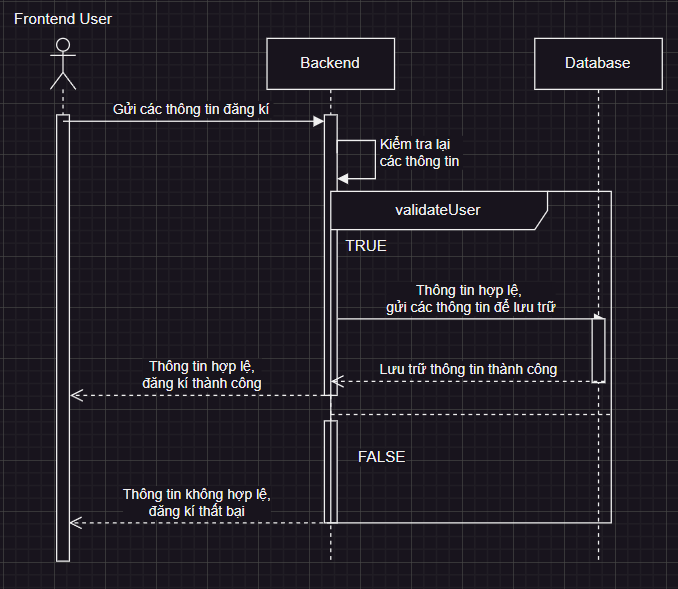 Frontend User
Backend
Database
Gửi các thông tin đăng kí
Kiểm tra lại
các thông tin
validateUser
TRUE
Thông tin hợp lệ,
gửi các thông tin để lưu trữ
Lưu trữ thông tin thành công
Thông tin hợp lệ,
đăng kí thành công
FALSE
Thông tin không hợp lệ,
đăng kí thất bại